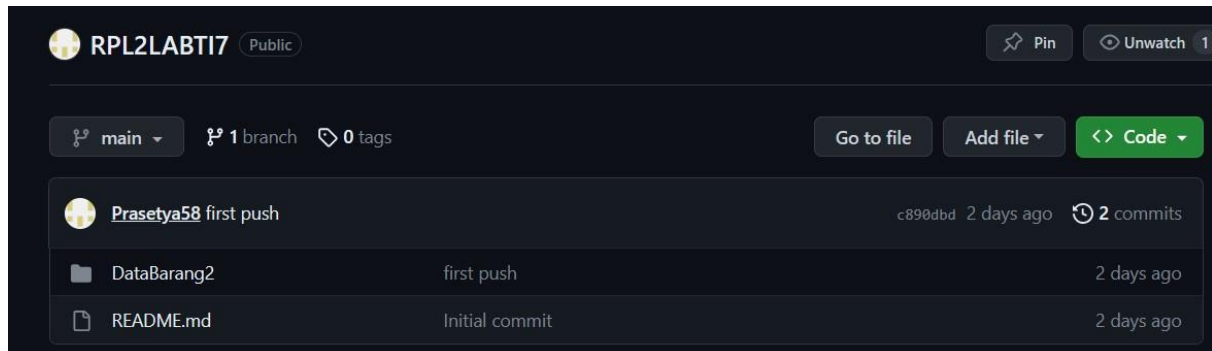 RPL2LABTI7 Public Pin Unwatch 1
main 1 branch 0 tags Go to file Add file <> Code
Prasetya58 first push c890dbd 2 days ago 2 commits
DataBarang2 first push 2 days ago
README.md Initial commit 2 days ago